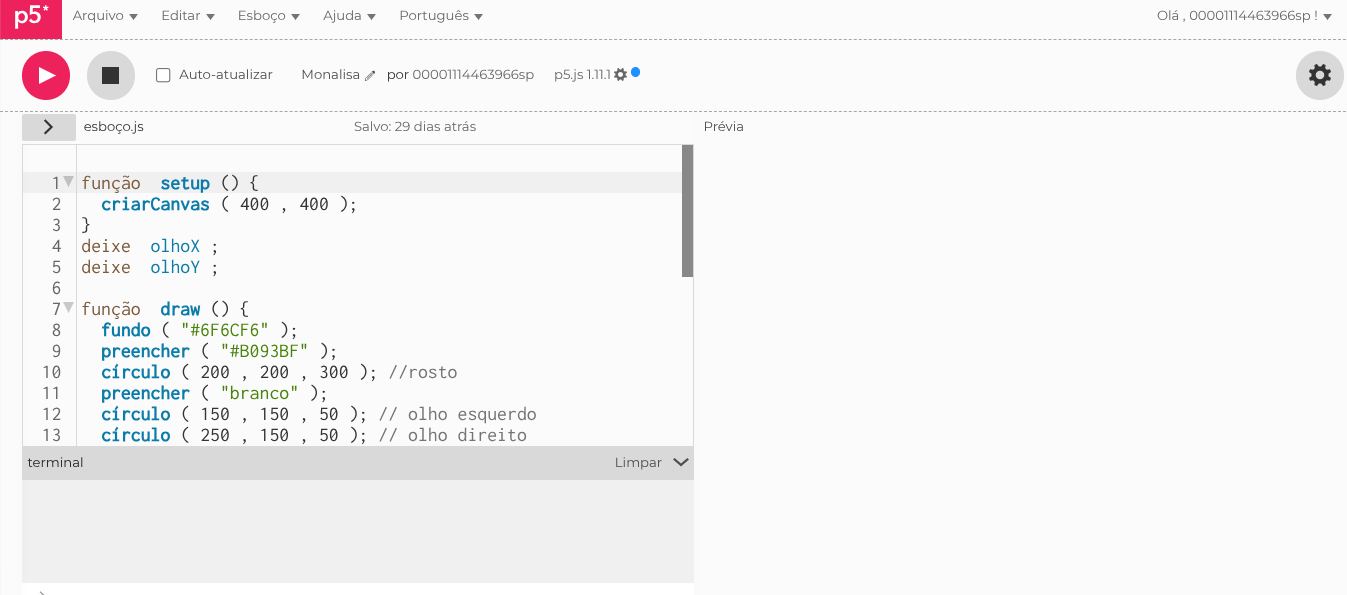 p5* Arquivo Editar Esboço Ajuda Português Olá , 00001114463966sp !
Auto-atualizar Monalisa por 00001114463966sp p5.js 1.11.1
esboço.js Salvo: 29 dias atrás Prévia
1 função setup () {
2 criarCanvas ( 400 , 400 );
3 }
4 deixe olhoX ;
5 deixe olhoY ;
6
7 função draw () {
8 fundo ( "#6F6CF6" );
9 preencher ( "#B093BF" );
10 círculo ( 200 , 200 , 300 ); //rosto
11 preencher ( "branco" );
12 círculo ( 150 , 150 , 50 ); // olho esquerdo
13 círculo ( 250 , 150 , 50 ); // olho direito
terminal Limpar